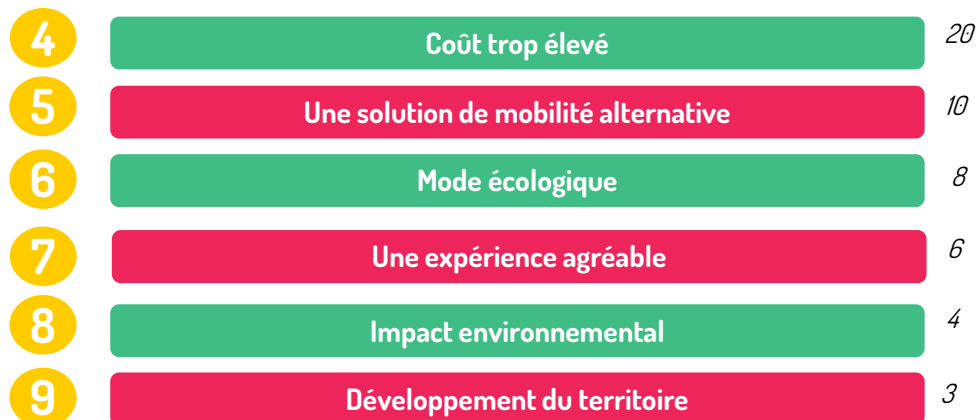 4 Coût trop élevé 20
5 Une solution de mobilité alternative 10
6 Mode écologique 8
7 Une expérience agréable 6
8 Impact environnemental 4
9 Développement du territoire 3